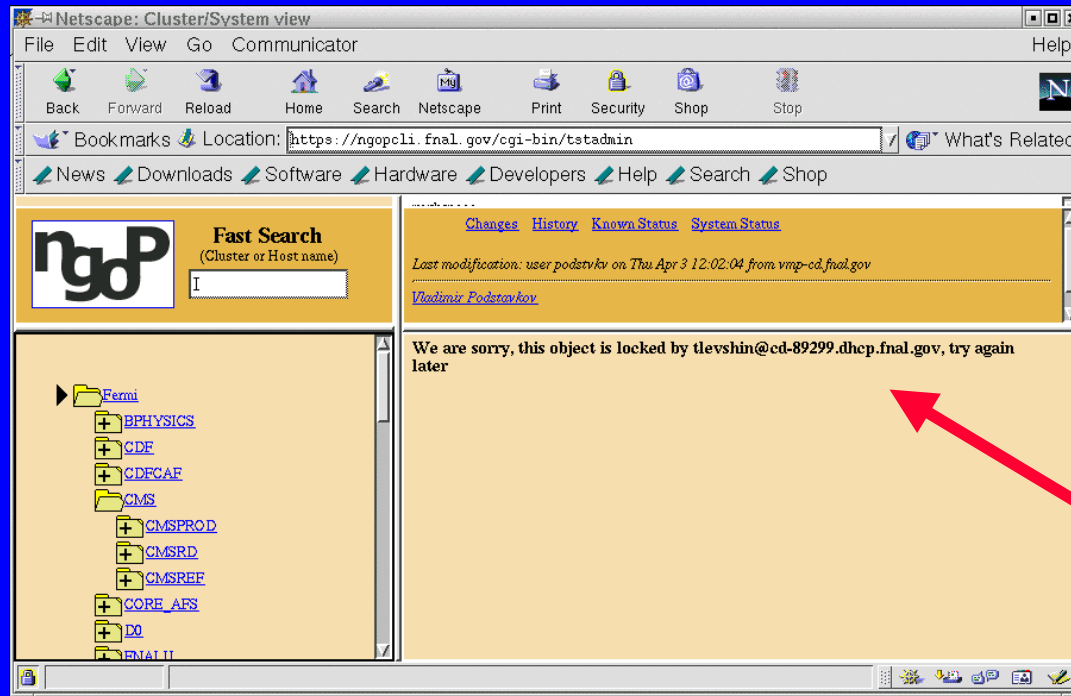 Netscape: Cluster/System view
File Edit View Go Communicator Help
Back Forward Reload Home Search Netscape Print Security Shop Stop
My
N
Bookmarks Location: https://ngopcli.fnal.gov/cgi-bin/tstadmin What's Related
News Downloads Software Hardware Developers Help Search Shop
ngoP
Fast Search
(Cluster or Host name)
Changes History Known Status System Status
Last modification: user podstvkv on Thu Apr 3 12:02:04 from vmp-cd.fnal.gov
Vladimir Podstavkov
Fermi
BPHYSICS
CDF
CDFCAF
CMS
CMSPROD
CMSRD
CMSREF
CORE_AFS
D0
FNALU
We are sorry, this object is locked by tlevshin@cd-89299.dhcp.fnal.gov, try again
later